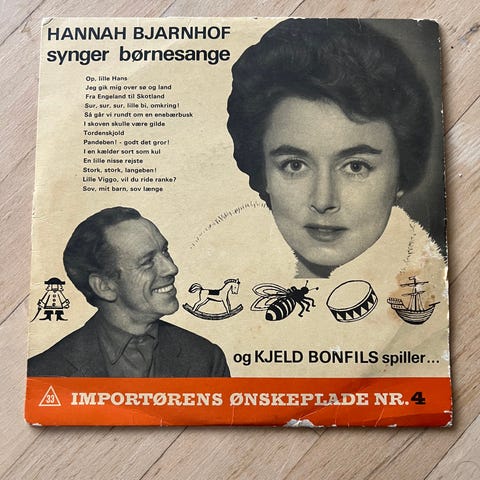 HANNAH BJARNHOF
synger børnesange
Op, lille Hans
Jeg gik mig over sø og land
Fra Engeland til Skotland
Sur, sur, sur, lille bi, omkring!
Så går vi rundt om en enebærbusk
I skoven skulle være gilde
Tordenskjold
Pandeben! - godt det gror!
I en kælder sort som kul
En lille nisse rejste
Stork, stork, langeben!
Lille Viggo, vil du ride ranke?
Sov, mit barn, sov længe
og KJELD BONFILS spiller...
33 IMPORTØRENS ØNSKEPLADE NR. 4